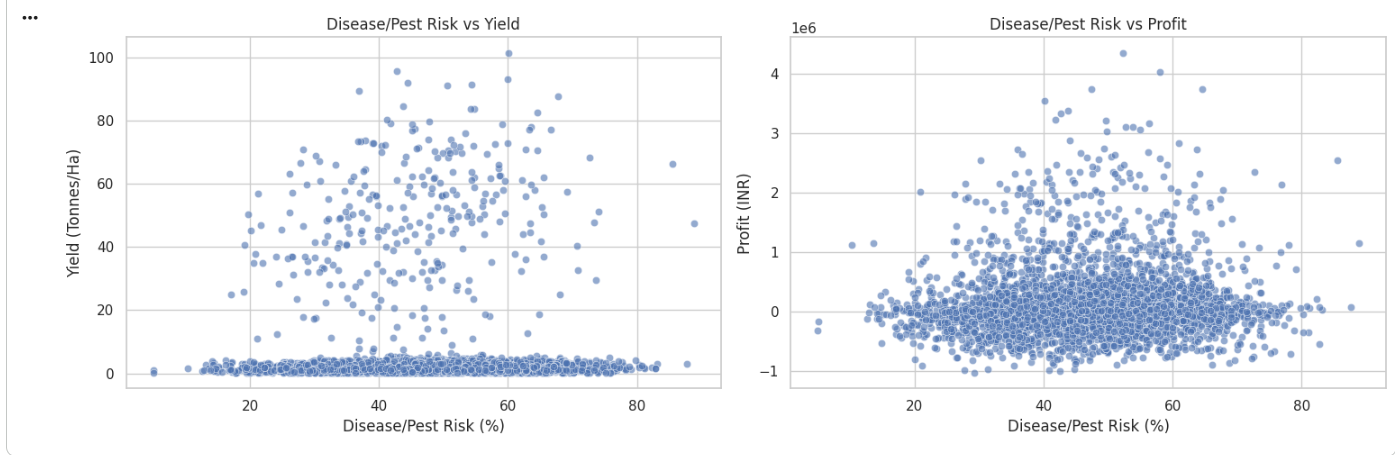 ...
Disease/Pest Risk vs Yield
100
80
60
40
20
0
Yield (Tonnes/Ha)
20 40 60 80
Disease/Pest Risk (%)
Disease/Pest Risk vs Profit
1e6
4
3
2
1
0
−1
Profit (INR)
20 40 60 80
Disease/Pest Risk (%)